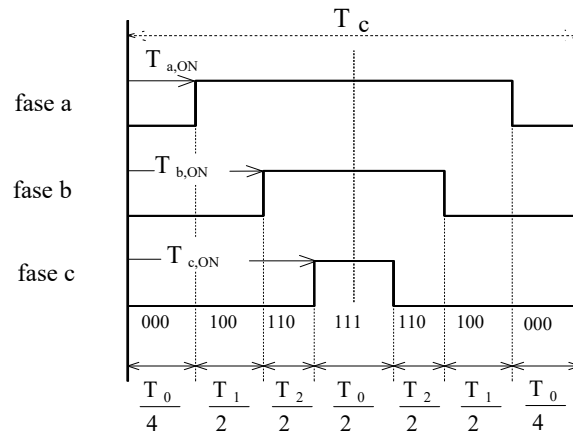 T c
T a,ON
fase a
T b,ON
fase b
T c,ON
fase c
000 100 110 111 110 100 000
T 0 T 1 T 2 T 0 T 2 T 1 T 0
4 2 2 2 2 2 4